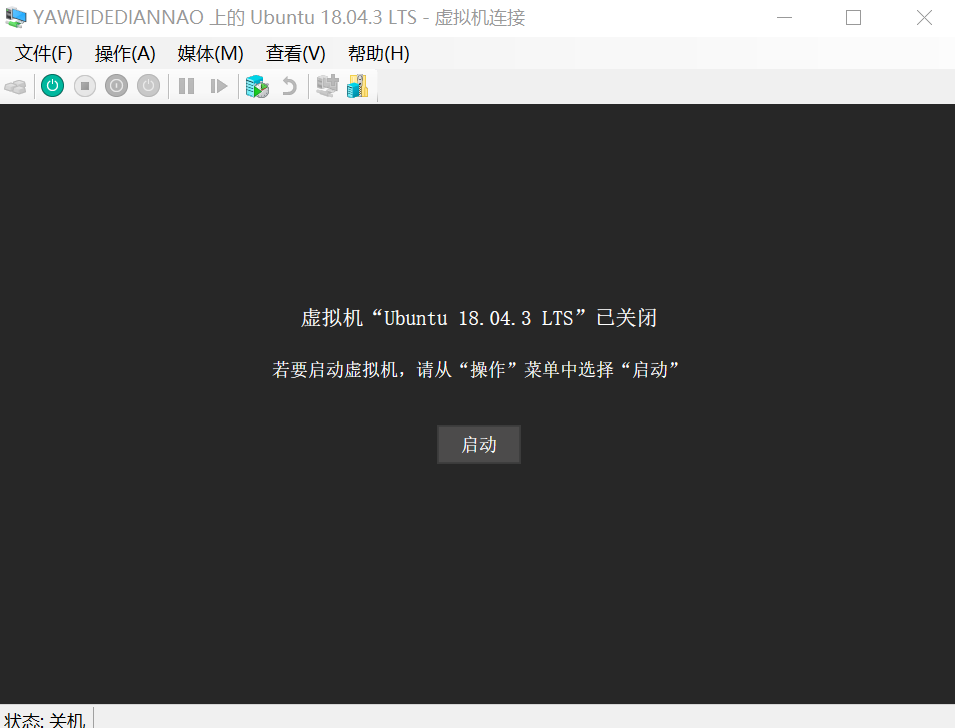 YAWEIDEDIANNAO 上的 Ubuntu 18.04.3 LTS - 虚拟机连接
文件(F) 操作(A) 媒体(M) 查看(V) 帮助(H)
虚拟机“Ubuntu 18.04.3 LTS”已关闭
若要启动虚拟机，请从“操作”菜单中选择“启动”
启动
状态: 关机